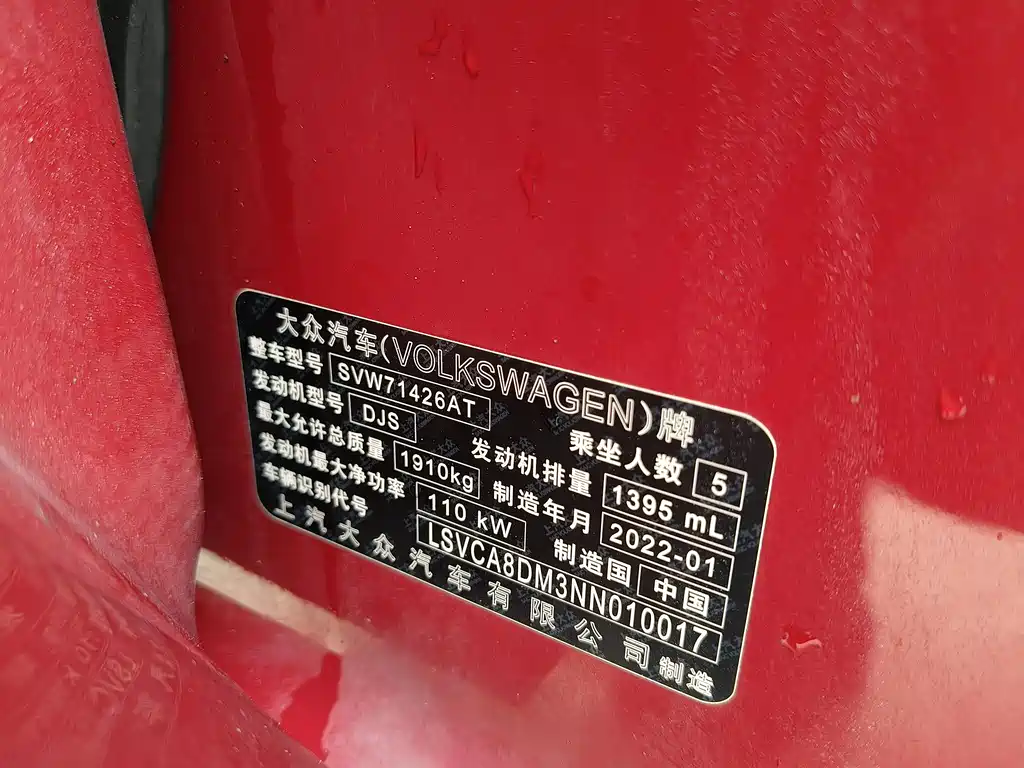 大众汽车(VOLKSWAGEN)牌
整车型号 SVW71426AT 乘坐人数 5
发动机型号 DJS 发动机排量 1395 mL
最大允许总质量 1910kg 制造年月 2022-01
发动机最大净功率 110 kW 制造国 中国
车辆识别代号 LSVCA8DM3NN010017
上汽大众汽车有限公司制造